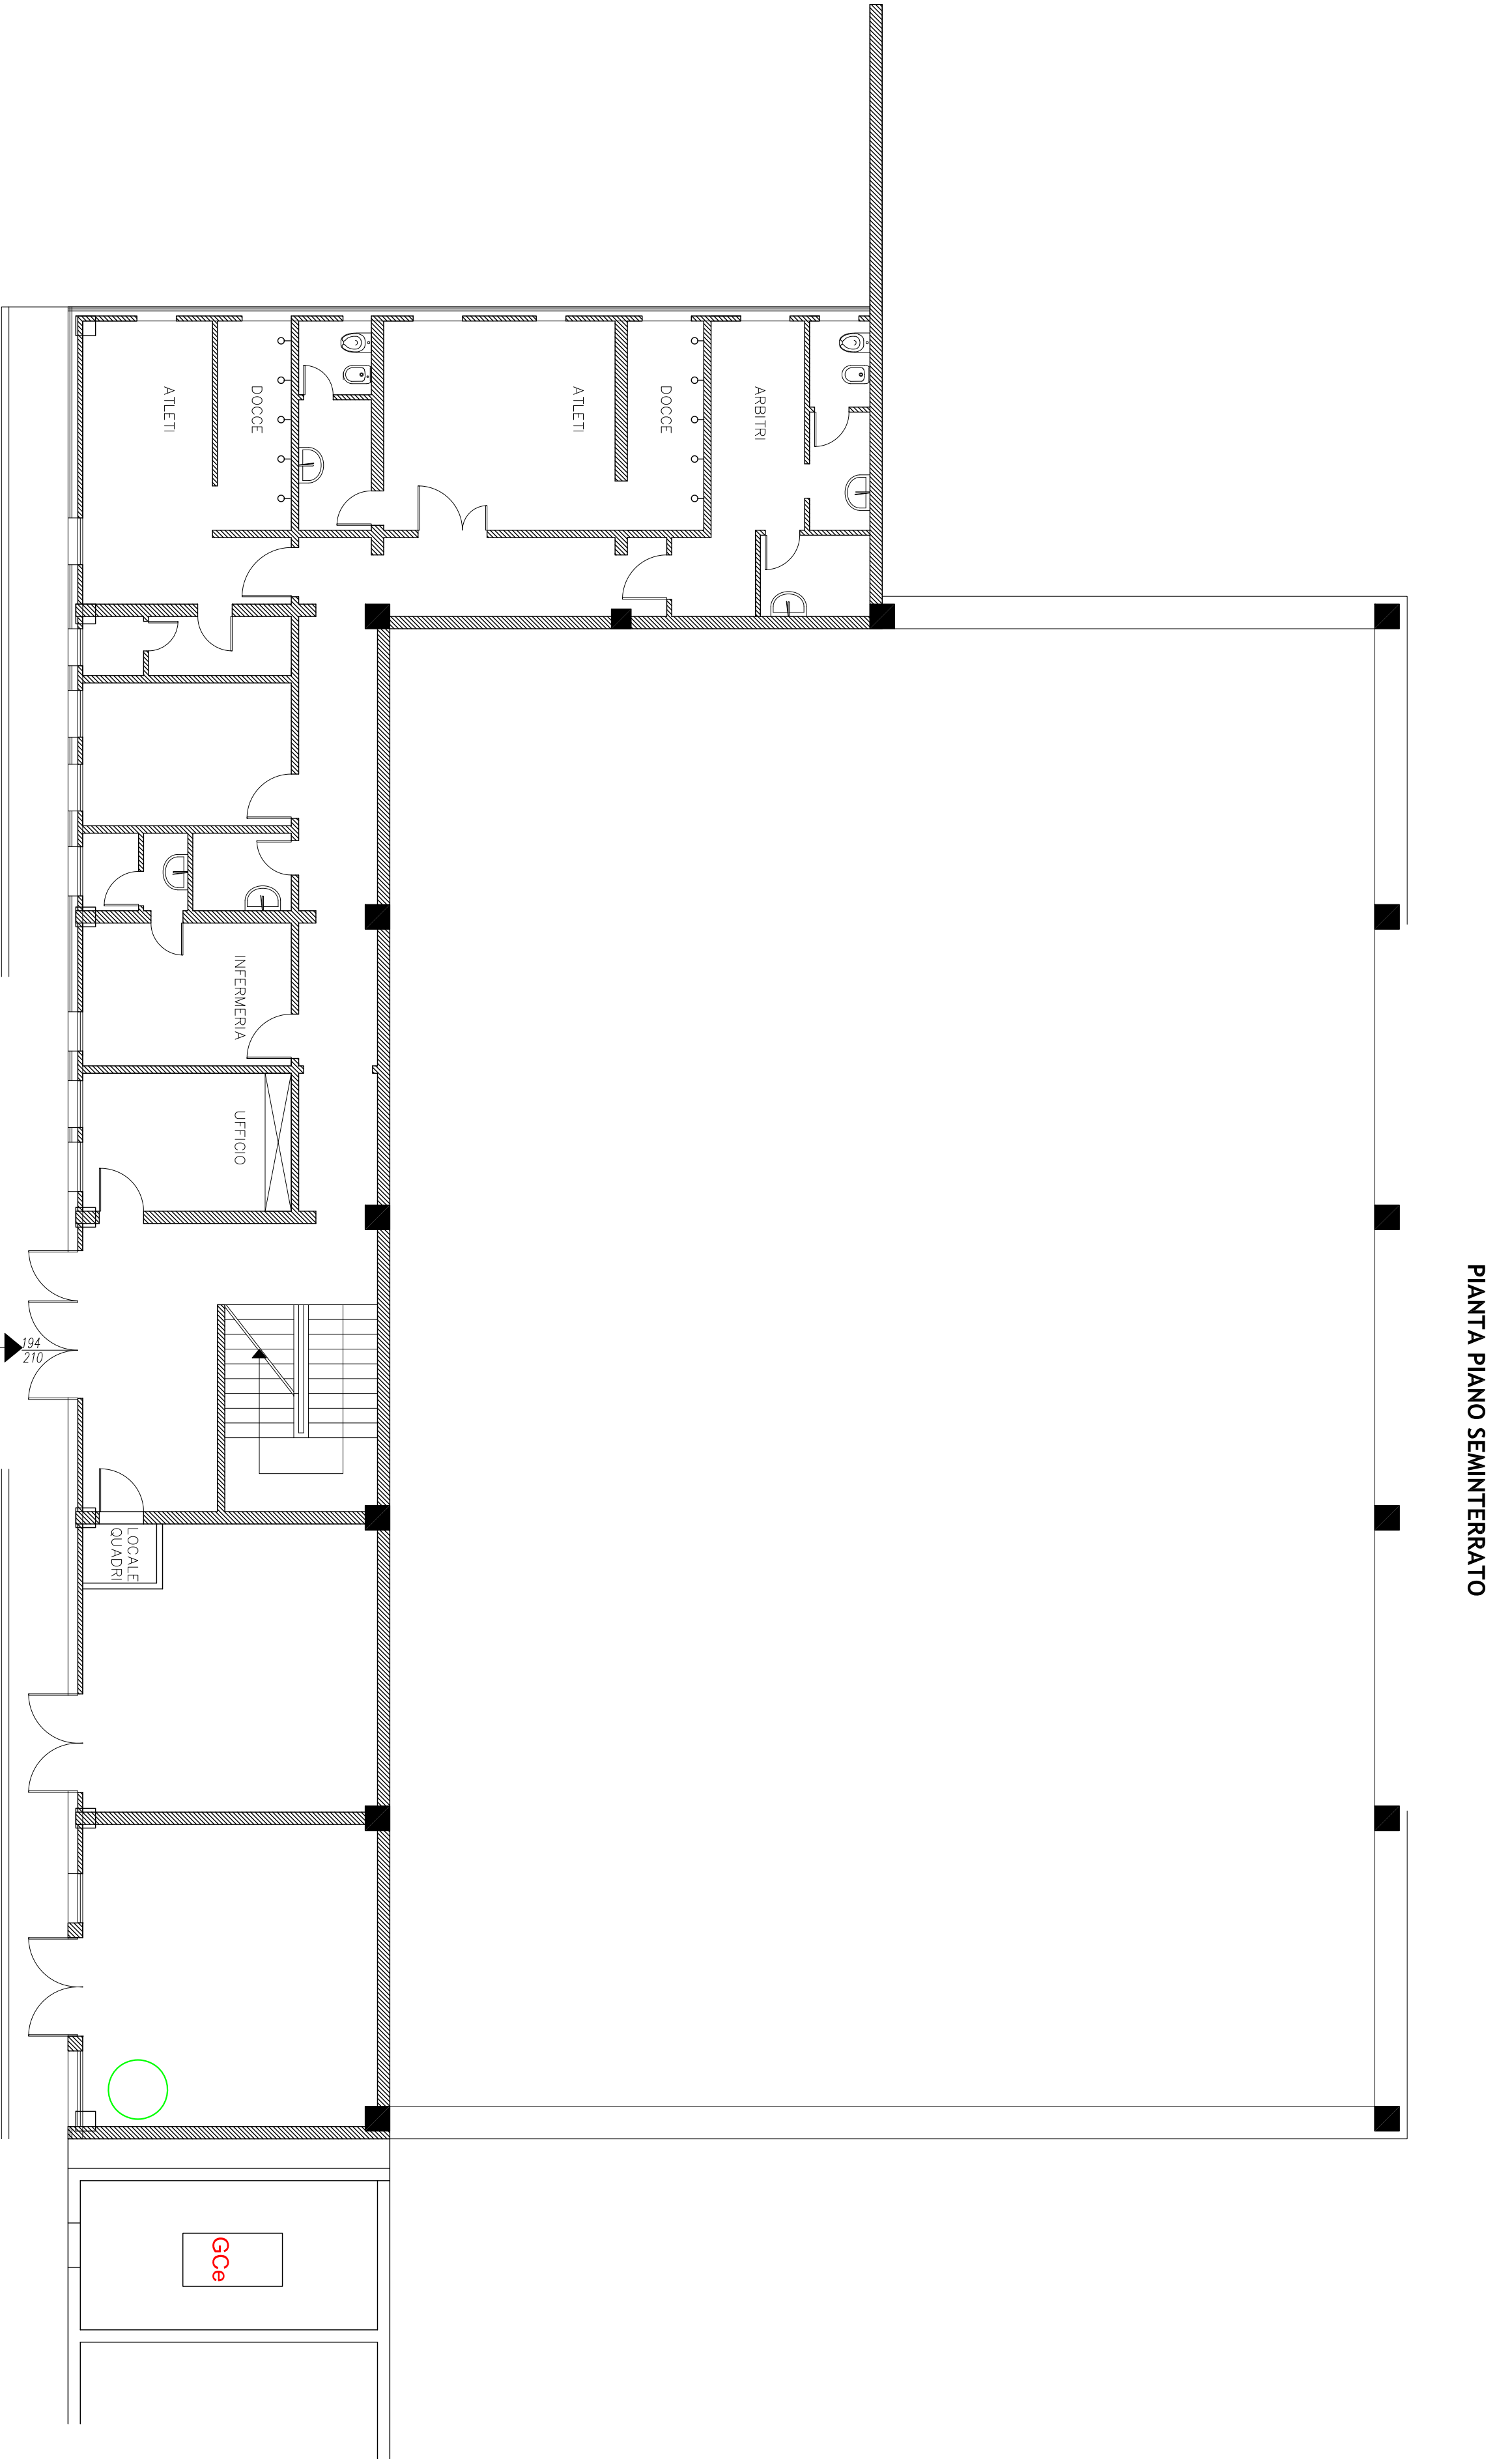 PIANTA PIANO SEMINTERRATO
ARBITRI
DOCCE
ATLETI
DOCCE
ATLETI
INFERMERIA
UFFICIO
LOCALE
QUADRI
194
210
GCe